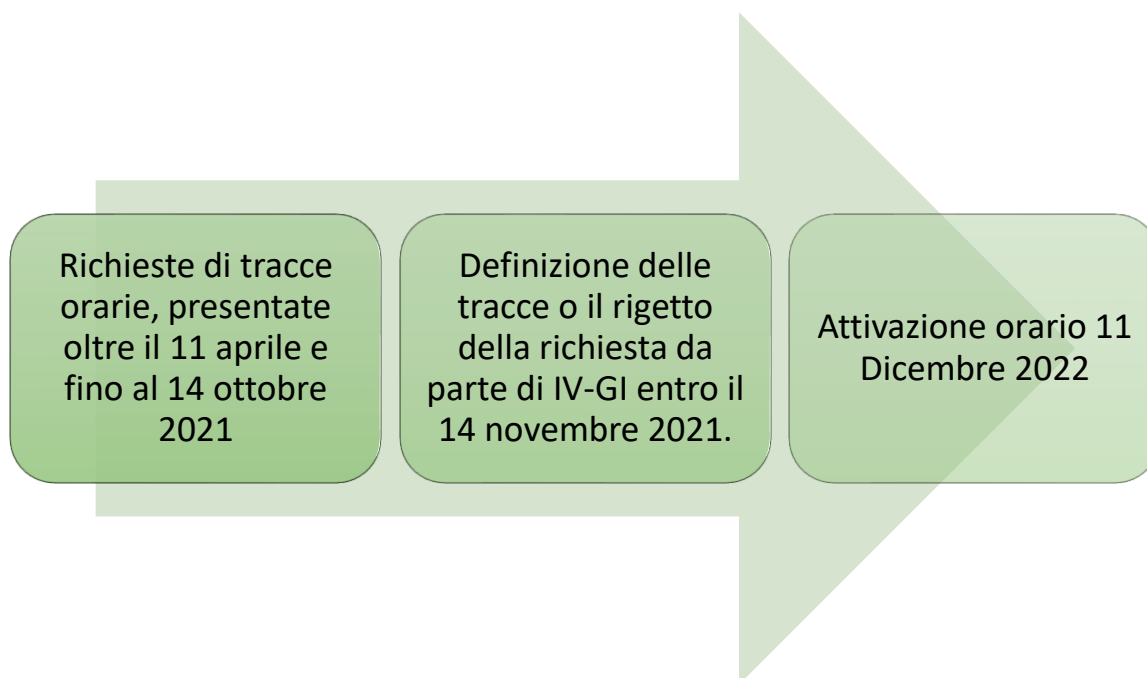 Richieste di tracce
orarie, presentate
oltre il 11 aprile e
fino al 14 ottobre
2021
Definizione delle
tracce o il rigetto
della richiesta da
parte di IV-GI entro il
14 novembre 2021.
Attivazione orario 11
Dicembre 2022